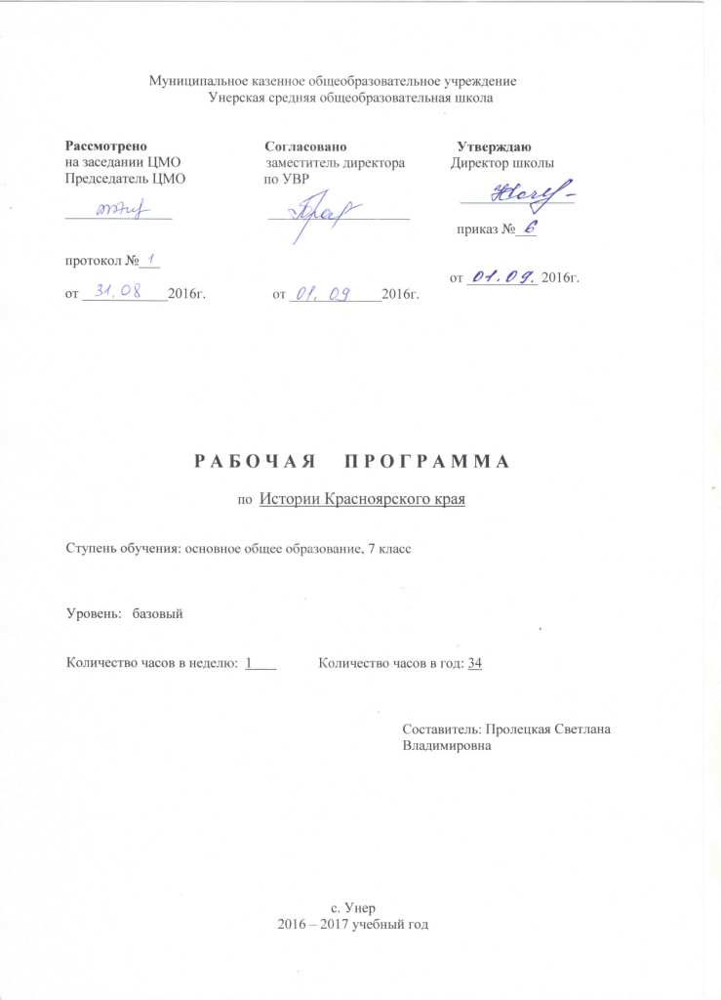 Муниципальное казенное общеобразовательное учреждение
Унерская средняя общеобразовательная школа
Рассмотрено Согласовано Утверждаю
на заседании ЦМО заместитель директора Директор школы
Председатель ЦМО по УВР
приказ № 6
протокол № 1
от 01.09. 2016г.
от 31.08 2016г. от 01.09 2016г.
РАБОЧАЯ ПРОГРАММА
по Истории Красноярского края
Ступень обучения: основное общее образование, 7 класс
Уровень: базовый
Количество часов в неделю: 1 Количество часов в год: 34
Составитель: Пролецкая Светлана
Владимировна
с. Унер
2016 – 2017 учебный год